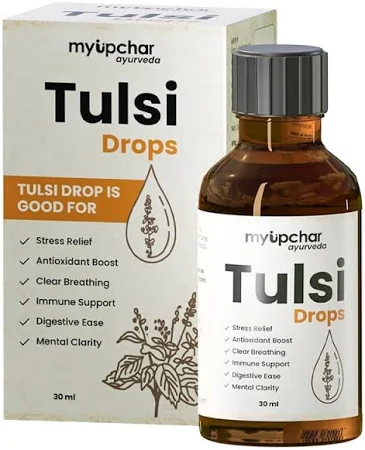 myUpchar
ayurveda
Tulsi
Drops
TULSI DROP IS
GOOD FOR
Stress Relief
Antioxidant Boost
Clear Breathing
Immune Support
Digestive Ease
Mental Clarity
30 ml
myUpchar
ayurveda
Tulsi
Drops
Stress Relief
Antioxidant Boost
Clear Breathing
Immune Support
Digestive Ease
Mental Clarity
30 ml